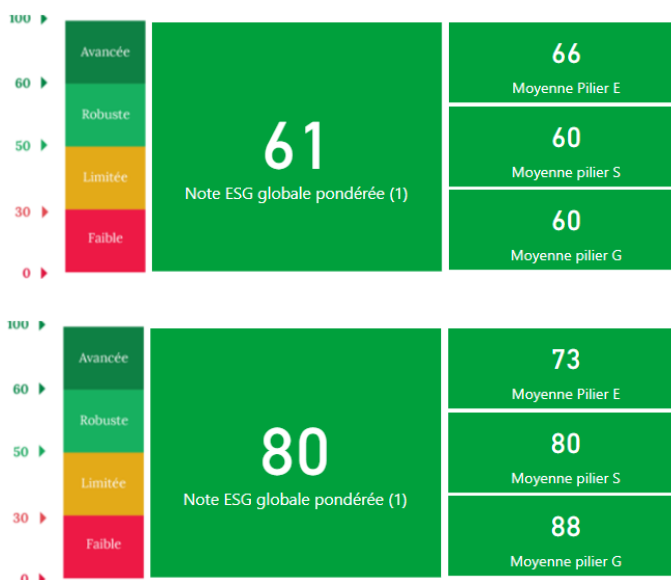 100
Avancée
60
Robuste
50
Limitée
30
Faible
0
61
Note ESG globale pondérée (1)
66
Moyenne Pilier E
60
Moyenne pilier S
60
Moyenne pilier G
100
Avancée
60
Robuste
50
Limitée
30
Faible
0
80
Note ESG globale pondérée (1)
73
Moyenne Pilier E
80
Moyenne pilier S
88
Moyenne pilier G